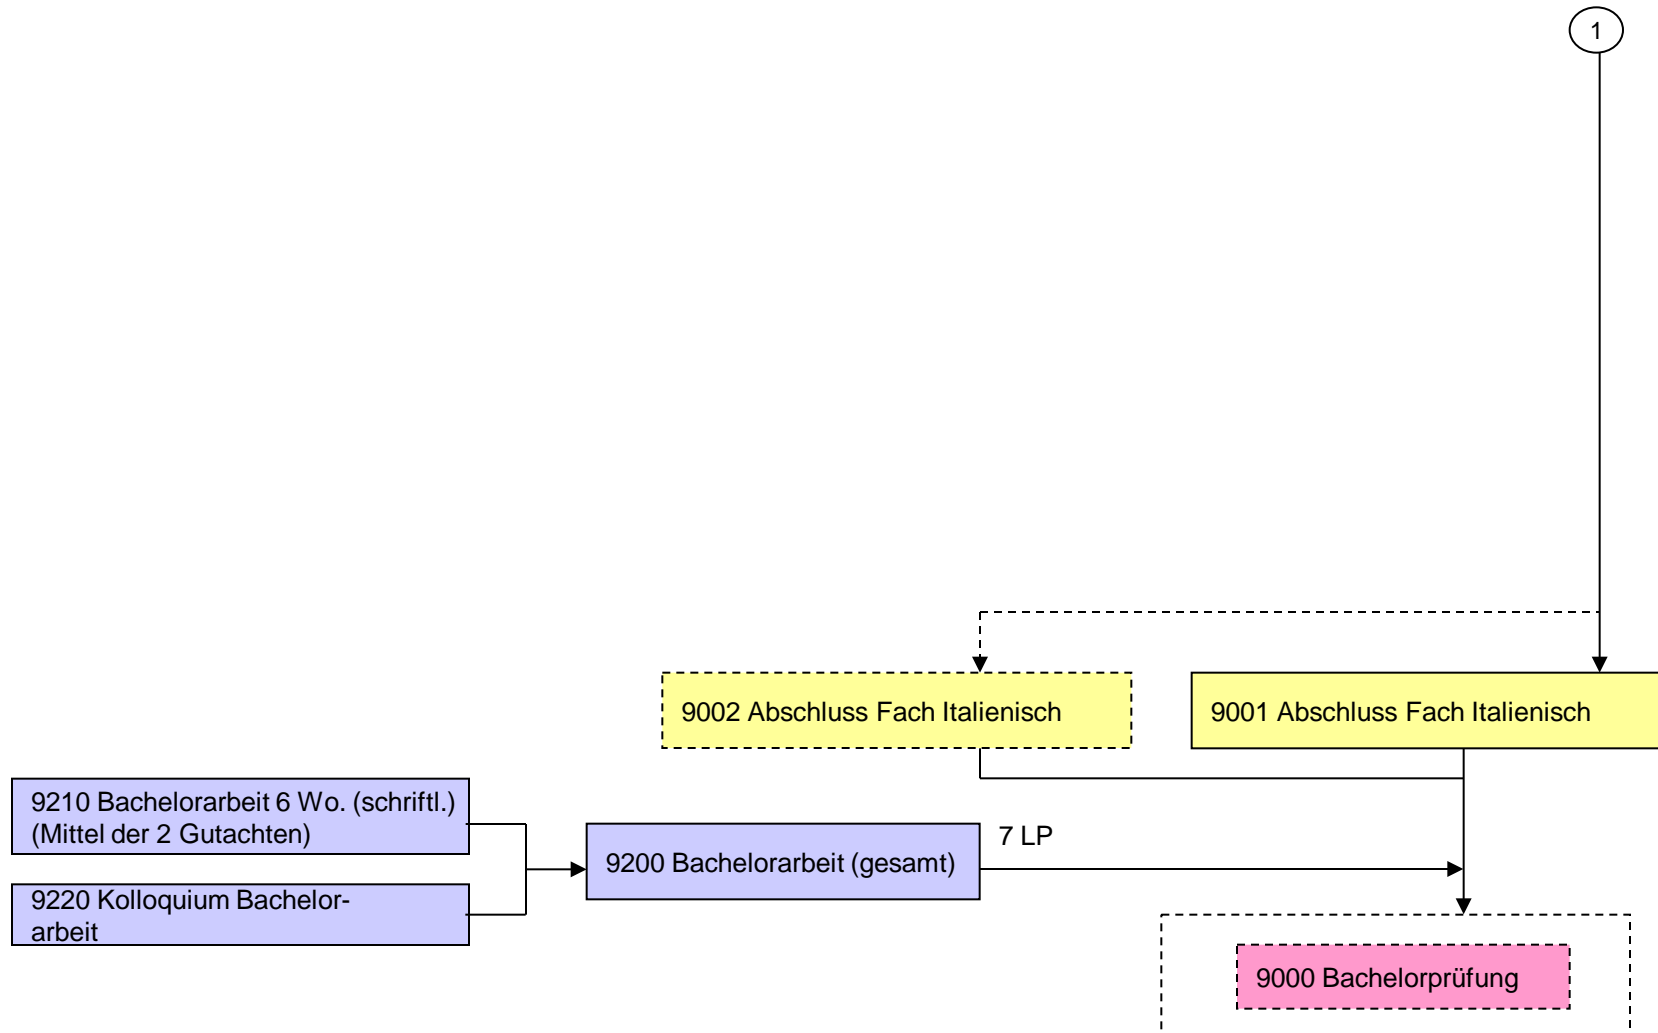 1
9002 Abschluss Fach Italienisch
9001 Abschluss Fach Italienisch
9210 Bachelorarbeit 6 Wo. (schriftl.)
(Mittel der 2 Gutachten)
7 LP
9200 Bachelorarbeit (gesamt)
9220 Kolloquium Bachelor-
arbeit
9000 Bachelorprüfung